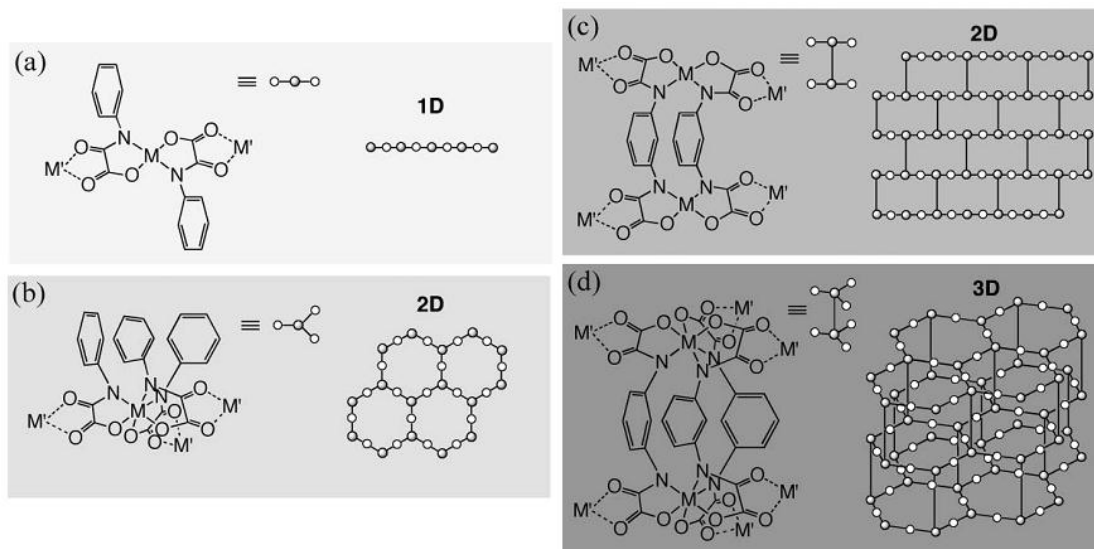 (a)
≡
1D
N O O
O M M'
M' O O N O
(b)
≡
2D
N N N
O M O M'
M' O O O O O
M'
(c)
≡
2D
O O O O
M' M
O N N O M'
O N N O
M' M M'
O O O O
(d)
≡
3D
O O M'
O O O O O
M' M M'
O N N N O
O N N N O
M' M M'
O O O O O O
M'